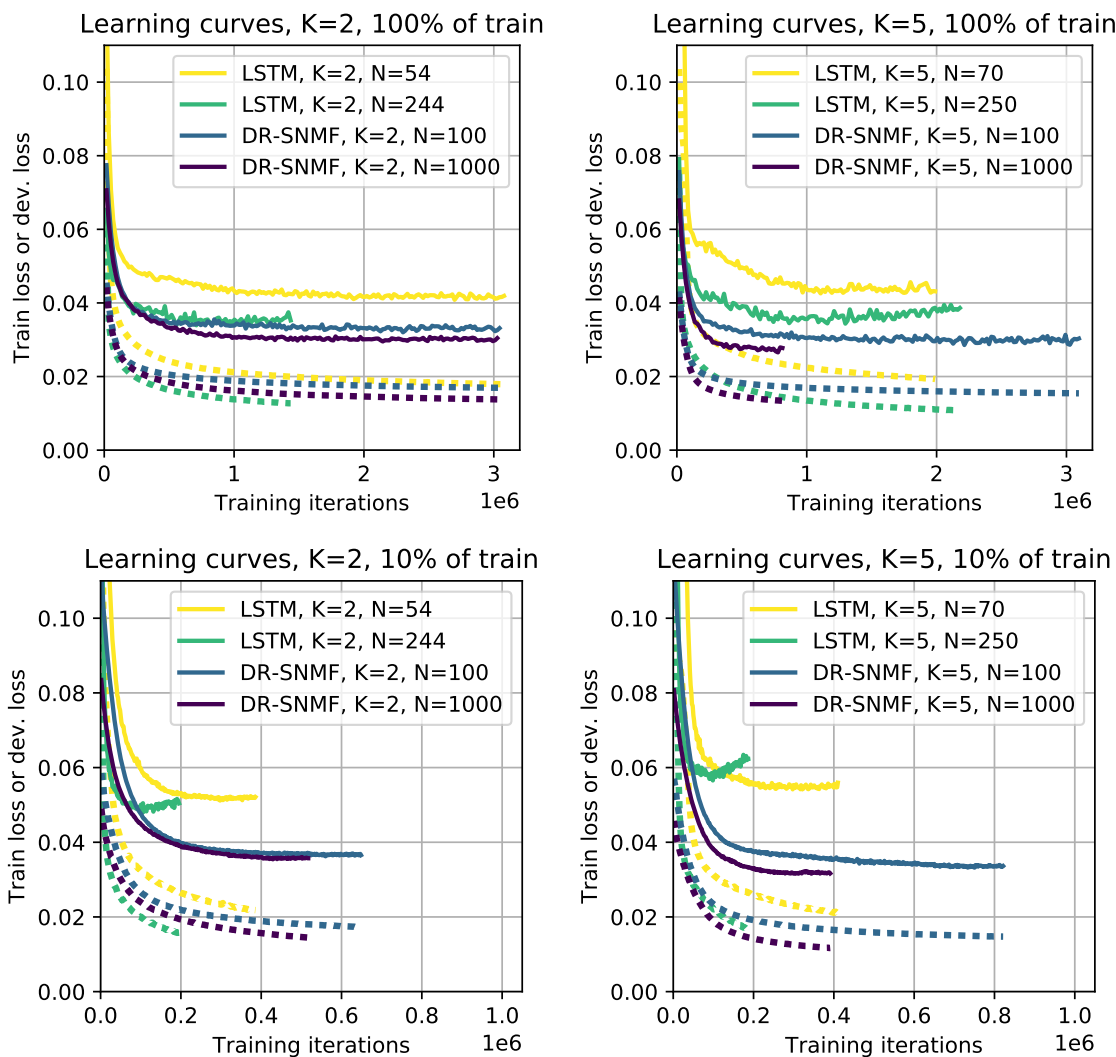 Learning curves, K=2, 100% of train
0.10
0.08
0.06
0.04
0.02
0.00
Train loss or dev. loss
LSTM, K=2, N=54
LSTM, K=2, N=244
DR-SNMF, K=2, N=100
DR-SNMF, K=2, N=1000
0
1
2
3
1e6
Training iterations
Learning curves, K=5, 100% of train
0.10
0.08
0.06
0.04
0.02
0.00
Train loss or dev. loss
LSTM, K=5, N=70
LSTM, K=5, N=250
DR-SNMF, K=5, N=100
DR-SNMF, K=5, N=1000
0
1
2
3
1e6
Training iterations
Learning curves, K=2, 10% of train
0.10
0.08
0.06
0.04
0.02
0.00
Train loss or dev. loss
LSTM, K=2, N=54
LSTM, K=2, N=244
DR-SNMF, K=2, N=100
DR-SNMF, K=2, N=1000
0.0
0.2
0.4
0.6
0.8
1.0
1e6
Training iterations
Learning curves, K=5, 10% of train
0.10
0.08
0.06
0.04
0.02
0.00
Train loss or dev. loss
LSTM, K=5, N=70
LSTM, K=5, N=250
DR-SNMF, K=5, N=100
DR-SNMF, K=5, N=1000
0.0
0.2
0.4
0.6
0.8
1.0
1e6
Training iterations